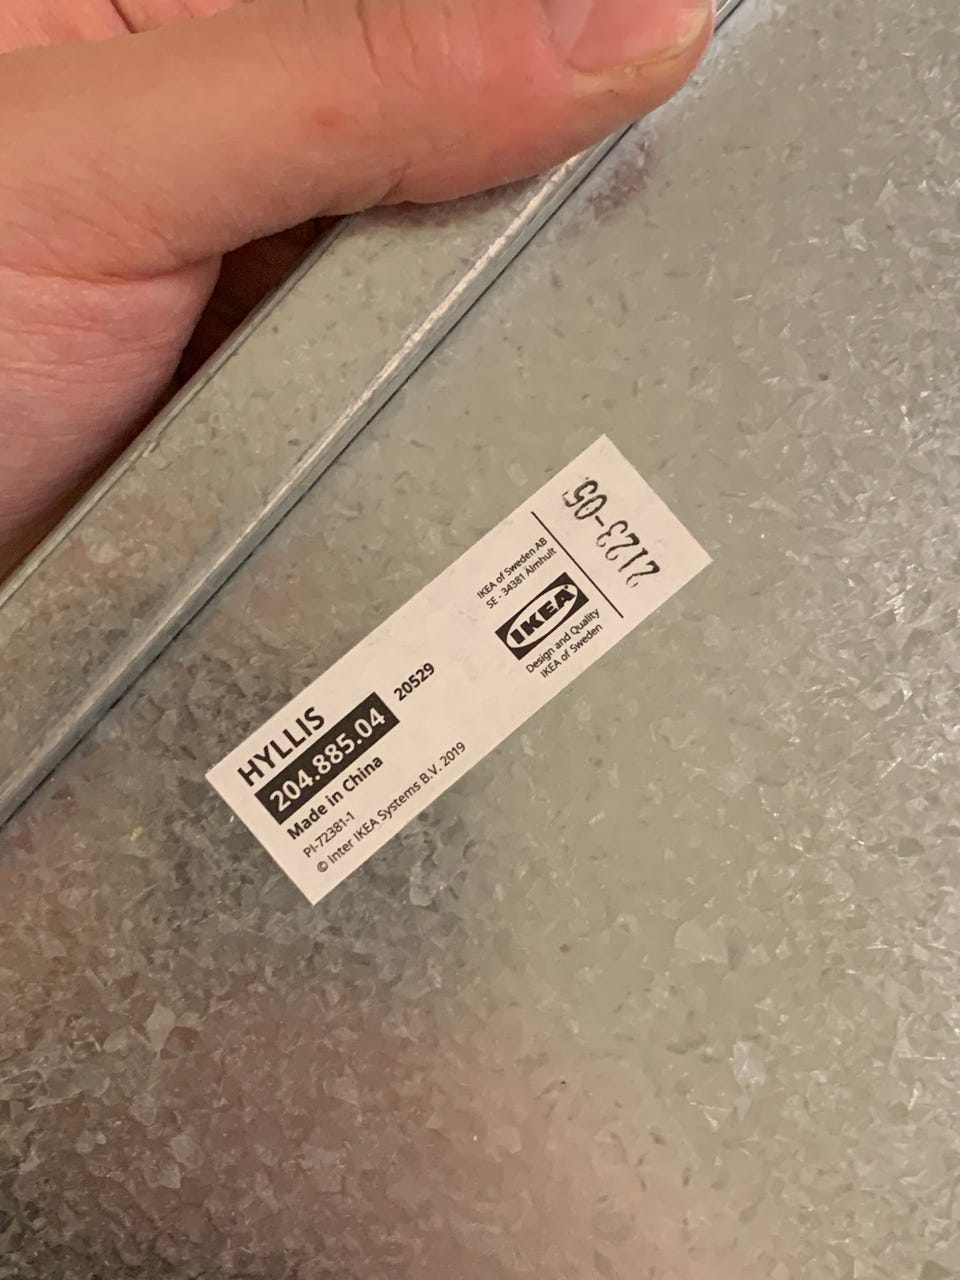 HYLLIS
204.885.04 20529
Made in China
PI-72381-1
© Inter IKEA Systems B.V. 2019
IKEA of Sweden AB
SE - 34381 Älmhult
IKEA
Design and Quality
IKEA of Sweden
2123-05